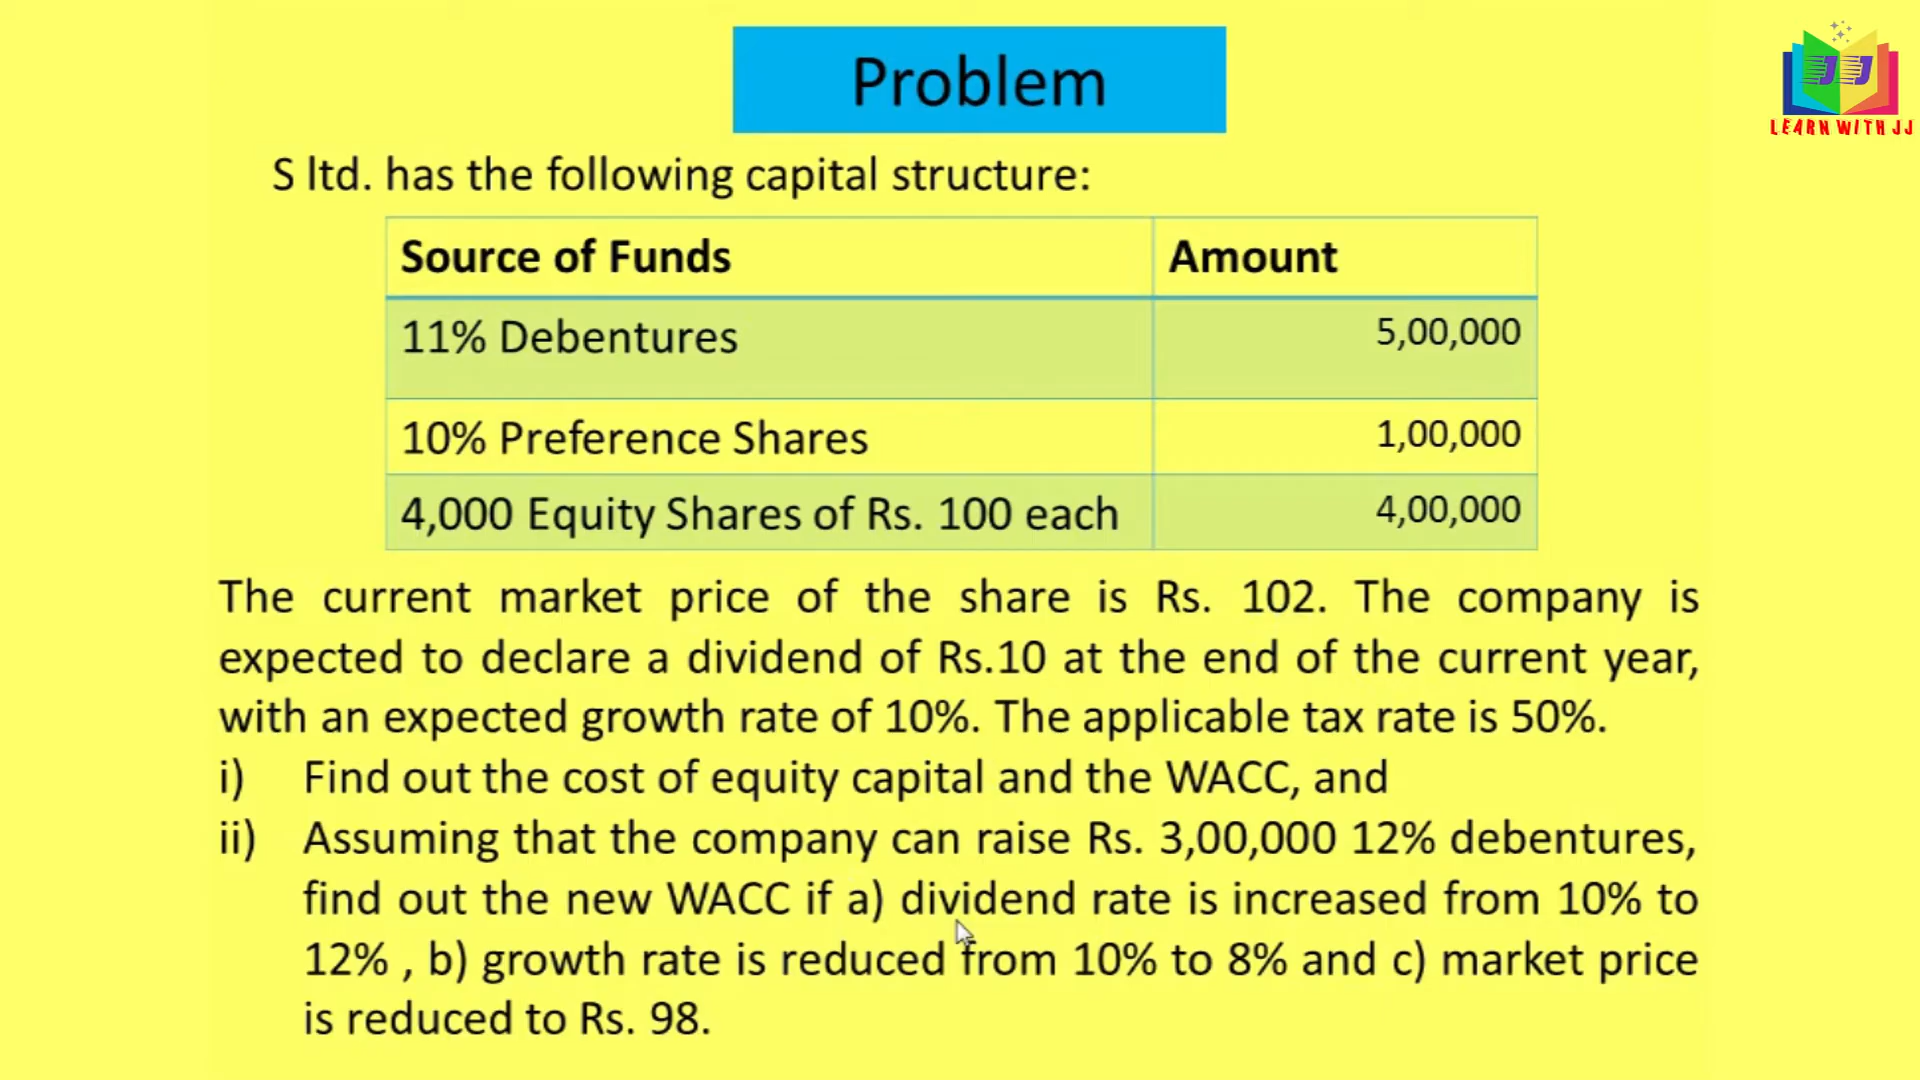 Problem
LEARN WITH JJ
S ltd. has the following capital structure:
Source of Funds Amount
11% Debentures 5,00,000
10% Preference Shares 1,00,000
4,000 Equity Shares of Rs. 100 each 4,00,000
The current market price of the share is Rs. 102. The company is
expected to declare a dividend of Rs.10 at the end of the current year,
with an expected growth rate of 10%. The applicable tax rate is 50%.
i) Find out the cost of equity capital and the WACC, and
ii) Assuming that the company can raise Rs. 3,00,000 12% debentures,
find out the new WACC if a) dividend rate is increased from 10% to
12% , b) growth rate is reduced from 10% to 8% and c) market price
is reduced to Rs. 98.